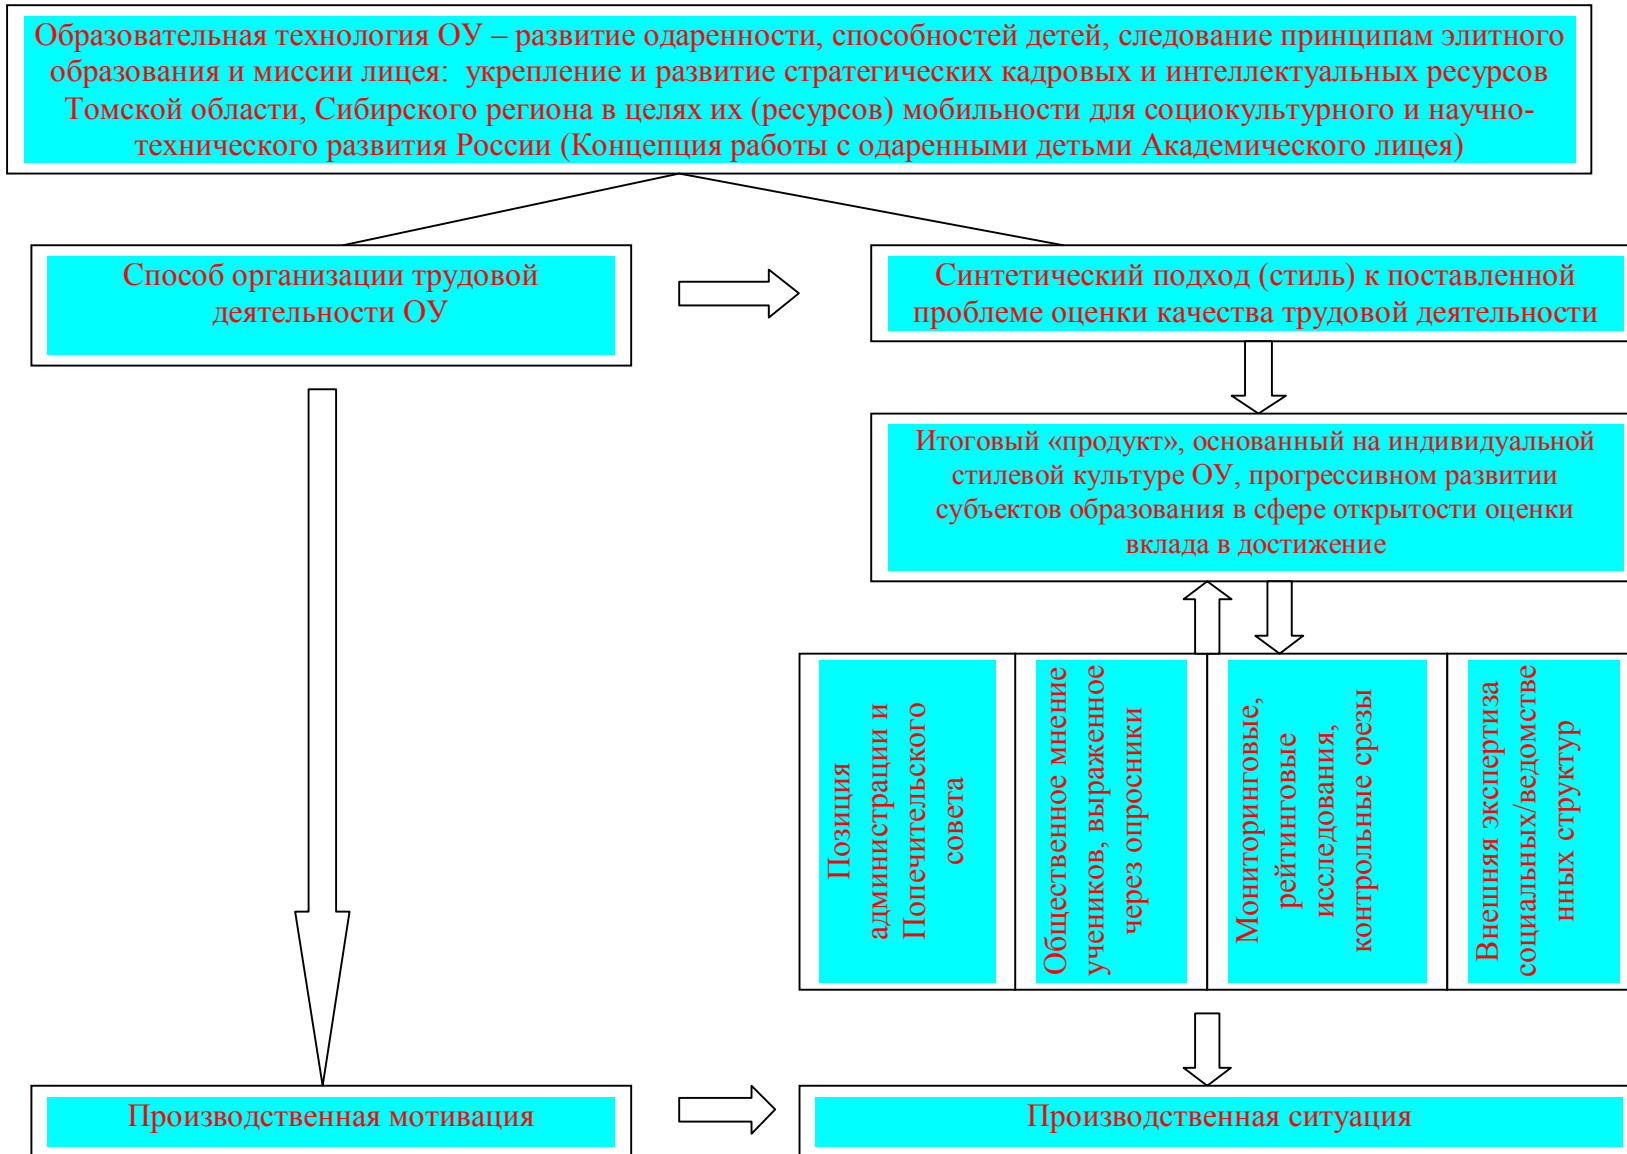 Образовательная технология ОУ – развитие одаренности, способностей детей, следование принципам элитного
образования и миссии лицея: укрепление и развитие стратегических кадровых и интеллектуальных ресурсов
Томской области, Сибирского региона в целях их (ресурсов) мобильности для социокультурного и научно-
технического развития России (Концепция работы с одаренными детьми Академического лицея)
Способ организации трудовой
деятельности ОУ
Синтетический подход (стиль) к поставленной
проблеме оценки качества трудовой деятельности
Итоговый «продукт», основанный на индивидуальной
стилевой культуре ОУ, прогрессивном развитии
субъектов образования в сфере открытости оценки
вклада в достижение
Позиция
администрации и
Попечительского
совета
Общественное мнение
учеников, выраженное
через опросники
Мониторинговые,
рейтинговые
исследования,
контрольные срезы
Внешняя экспертиза
социальных/ведомстве
нных структур
Производственная мотивация
Производственная ситуация